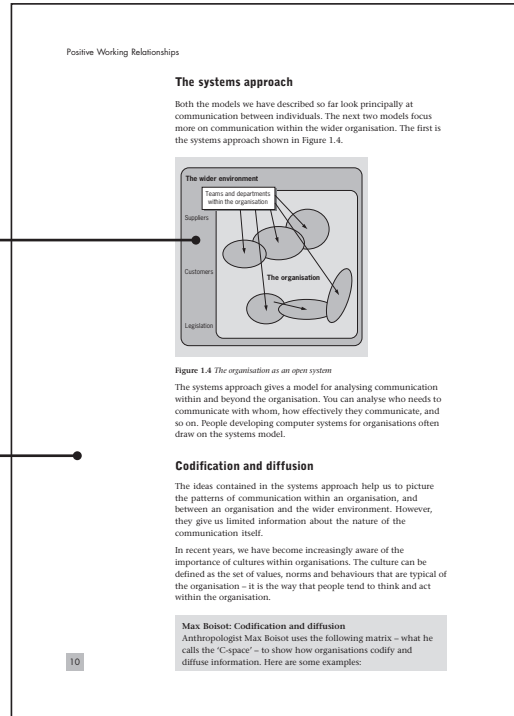 Positive Working Relationships
The systems approach
Both the models we have described so far look principally at
communication between individuals. The next two models focus
more on communication within the wider organisation. The first is
the systems approach shown in Figure 1.4.
The wider environment
Teams and departments
within the organisation
Suppliers
Customers
The organisation
Legislation
Figure 1.4 The organisation as an open system
The systems approach gives a model for analysing communication
within and beyond the organisation. You can analyse who needs to
communicate with whom, how effectively they communicate, and
so on. People developing computer systems for organisations often
draw on the systems model.
Codification and diffusion
The ideas contained in the systems approach help us to picture
the patterns of communication within an organisation, and
between an organisation and the wider environment. However,
they give us limited information about the nature of the
communication itself.
In recent years, we have become increasingly aware of the
importance of cultures within organisations. The culture can be
defined as the set of values, norms and behaviours that are typical of
the organisation – it is the way that people tend to think and act
within the organisation.
Max Boisot: Codification and diffusion
Anthropologist Max Boisot uses the following matrix – what he
calls the ‘C-space’ – to show how organisations codify and
diffuse information. Here are some examples:
10